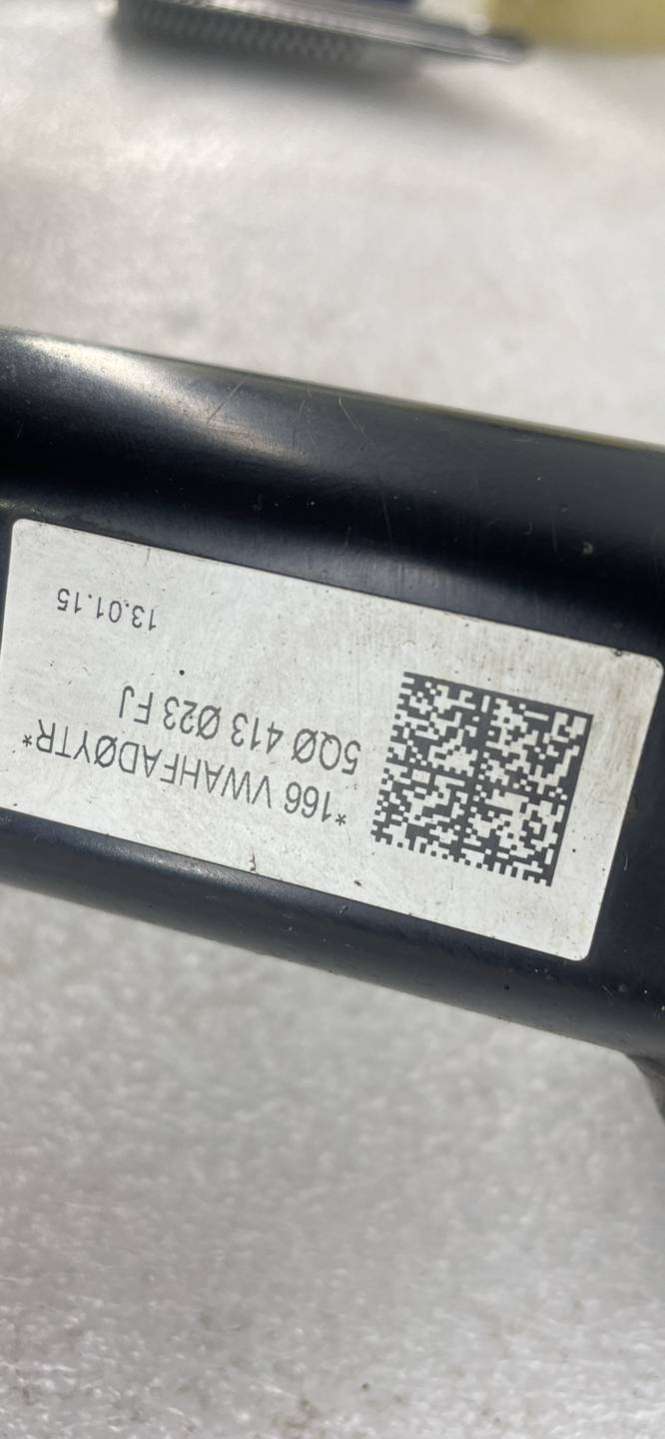 *166 VWAHFADØYTR*
5QØ 413 Ø23 FJ
13.01.15